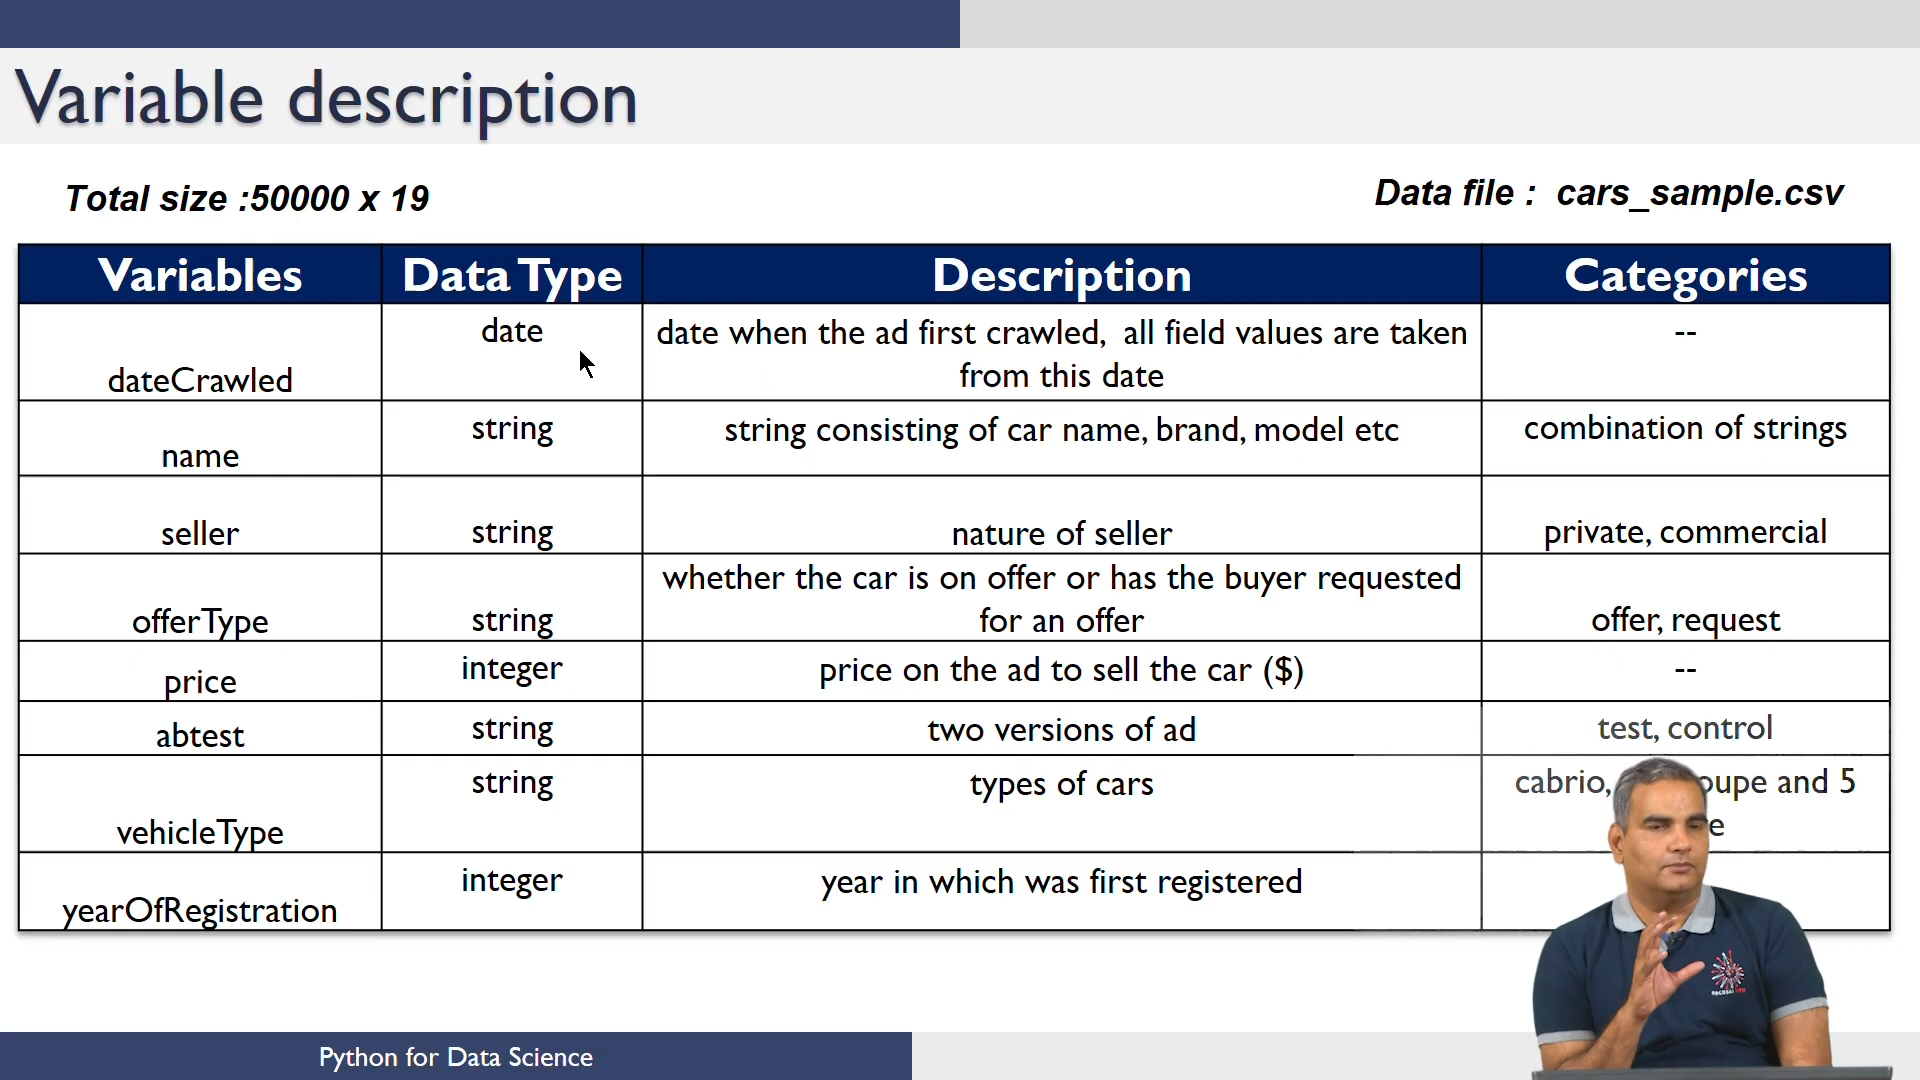 Variable description
Total size :50000 x 19
Data file : cars_sample.csv
Variables Data Type Description Categories
dateCrawled date date when the ad first crawled, all field values are taken --
from this date
name string string consisting of car name, brand, model etc combination of strings
seller string nature of seller private, commercial
offerType string whether the car is on offer or has the buyer requested
for an offer offer, request
price integer price on the ad to sell the car ($) --
abtest string two versions of ad test, control
vehicleType string types of cars cabrio, and 5
yearOfRegistration integer year in which was first registered
Python for Data Science